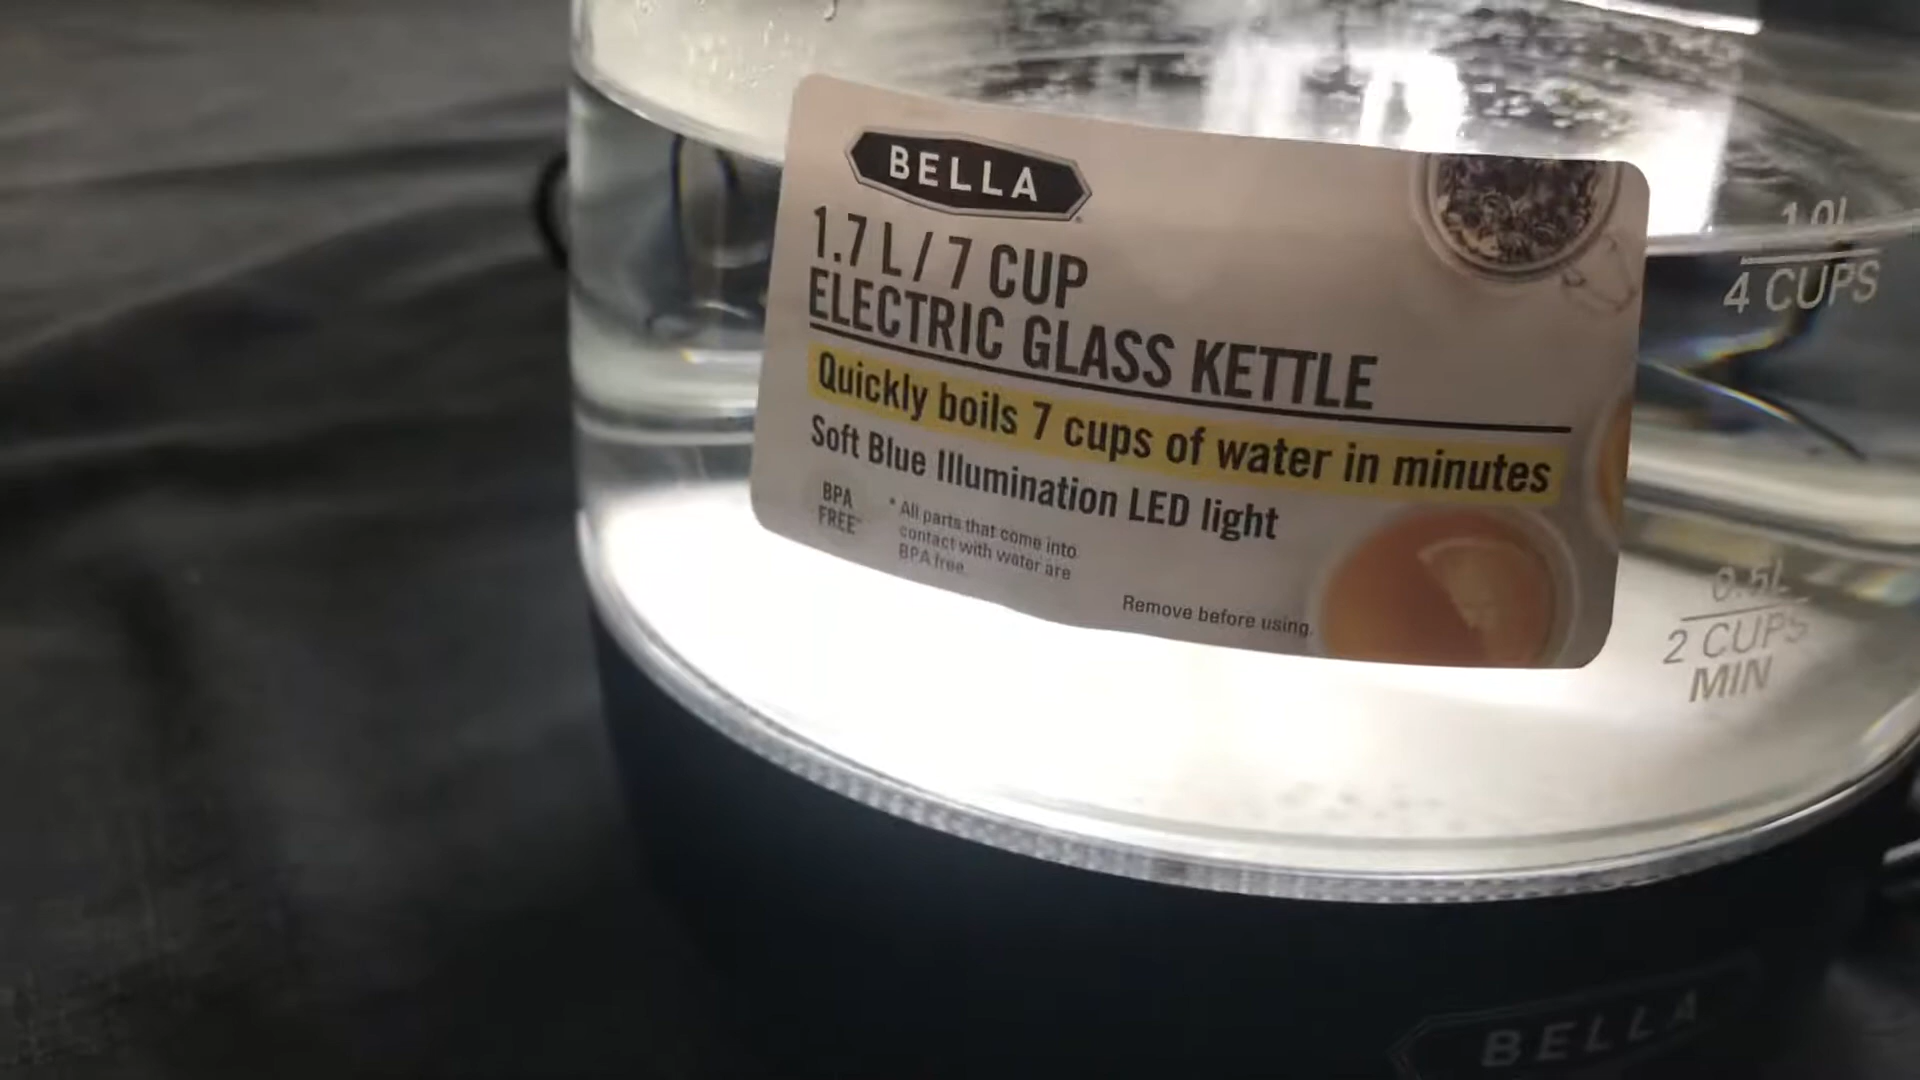 BELLA
1.7 L / 7 CUP
ELECTRIC GLASS KETTLE
Quickly boils 7 cups of water in minutes
Soft Blue Illumination LED light
BPA
FREE*
* All parts that come into
contact with water are
BPA free.
Remove before using.
1.0L
4 CUPS
0.5L
2 CUPS
MIN
BELLA